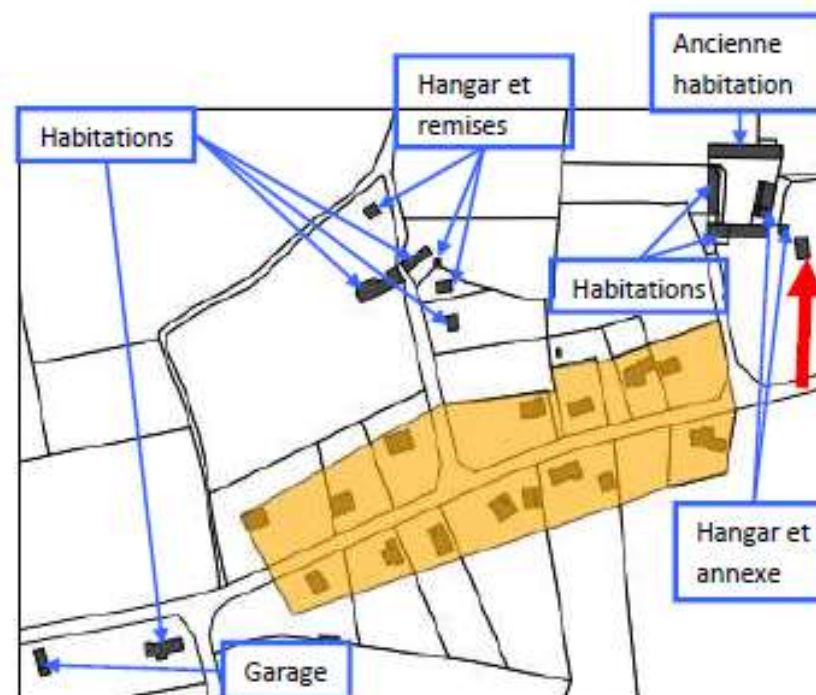 Ancienne
habitation
Hangar et
remises
Habitations
Habitations
Hangar et
annexe
Garage